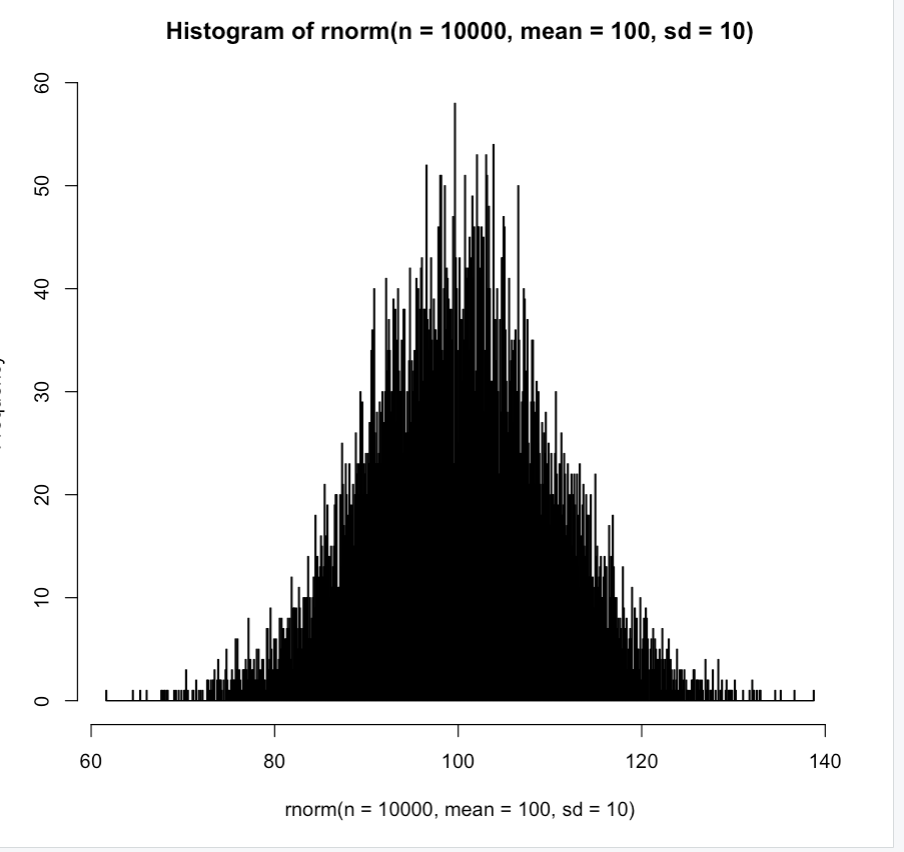 Histogram of rnorm(n = 10000, mean = 100, sd = 10)
60
50
40
30
20
10
0
60 80 100 120 140
rnorm(n = 10000, mean = 100, sd = 10)